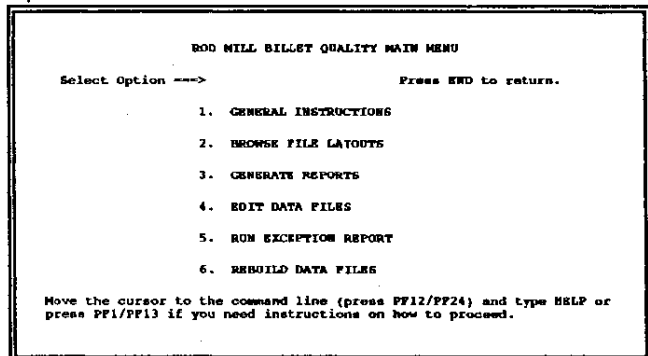 ROD MILL BILLET QUALITY MAIN MENU
Select Option ===> Press END to return.
1. GENERAL INSTRUCTIONS
2. BROWSE FILE LAYOUTS
3. GENERATE REPORTS
4. EDIT DATA FILES
5. RUN EXCEPTION REPORT
6. REBUILD DATA FILES
Move the cursor to the command line (press PF12/PF24) and type HELP or
press PF1/PF13 if you need instructions on how to proceed.